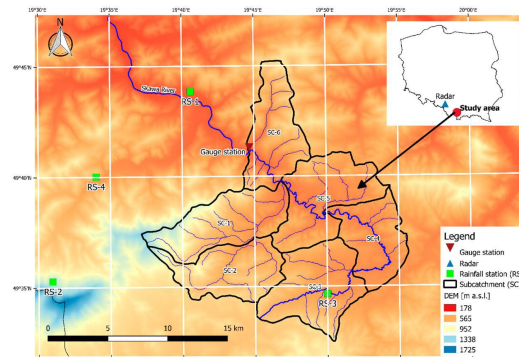 19°30'E 19°35'E 19°40'E 19°45'E 19°50'E 19°55'E 20°00'E
N
49°45'N
49°40'N
49°35'N
Radar
Study area
Skawa River
RS-1
SC-6
Gauge station
RS-4
SC-5
SC-1
SC-4
SC-2
RS-2
SC-3
RS-3
0 5 10 15 km
Legend
Gauge station
Radar
Rainfall station (RS
Subcatchment (SC
DEM [m a.s.l.]
178
565
952
1338
1725